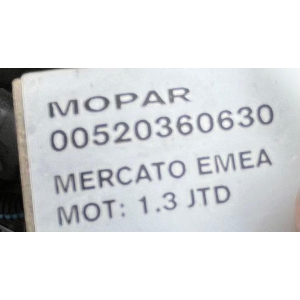 MOPAR
00520360630
MERCATO EMEA
MOT: 1.3 JTD